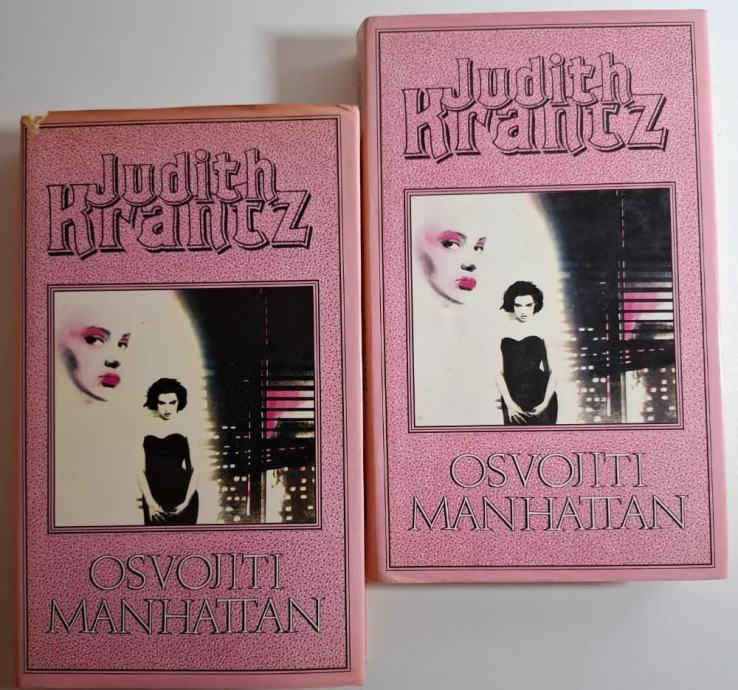 Judith
Krantz
OSVOJITI
MANHATTAN
Judith
Krantz
OSVOJITI
MANHATTAN